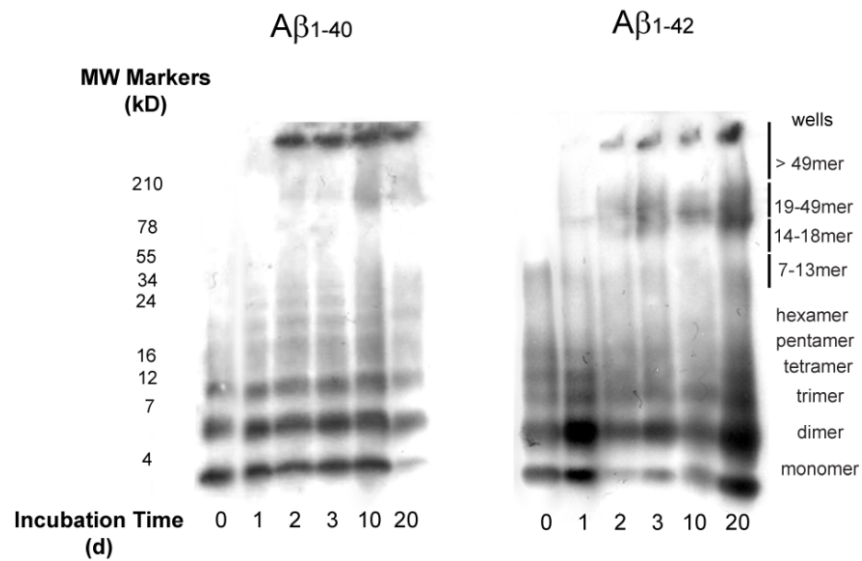 Aβ1-40
Aβ1-42
MW Markers
(kD)
210
78
55
34
24
16
12
7
4
wells
> 49mer
19-49mer
14-18mer
7-13mer
hexamer
pentamer
tetramer
trimer
dimer
monomer
Incubation Time
(d)
0 1 2 3 10 20
0 1 2 3 10 20